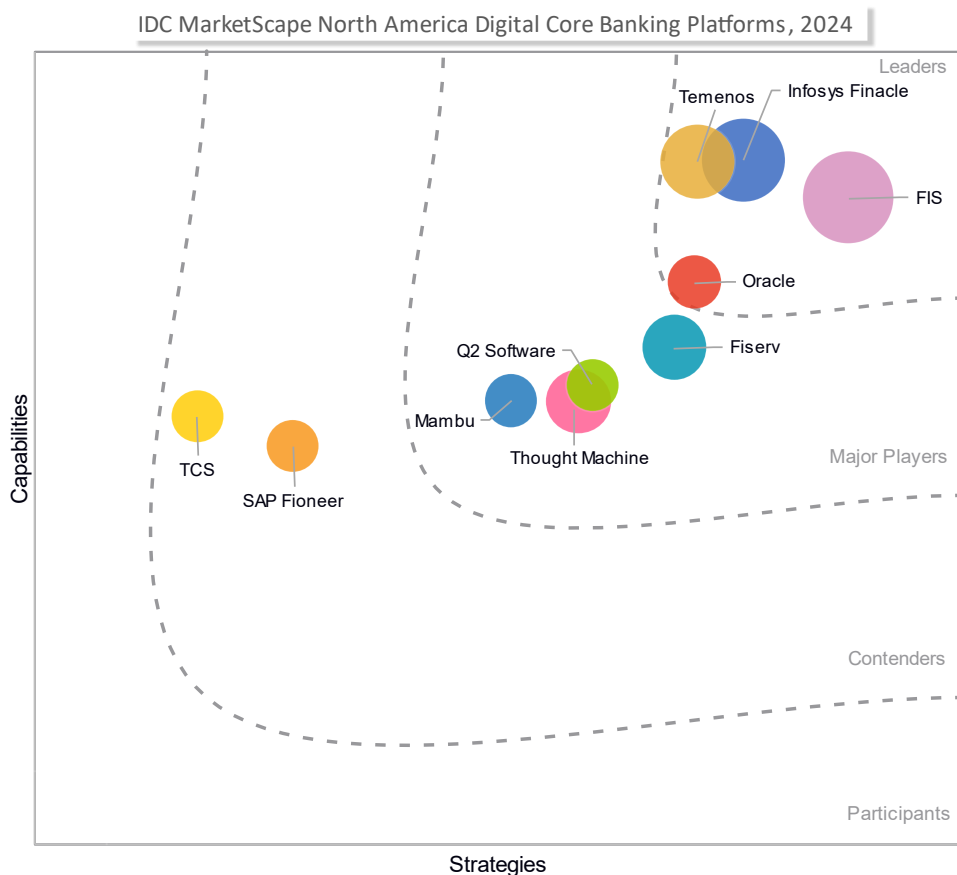 IDC MarketScape North America Digital Core Banking Platforms, 2024
Leaders
Temenos
Infosys Finacle
FIS
Oracle
Fiserv
Q2 Software
Mambu
Thought Machine
TCS
SAP Fioneer
Major Players
Contenders
Participants
Capabilities
Strategies